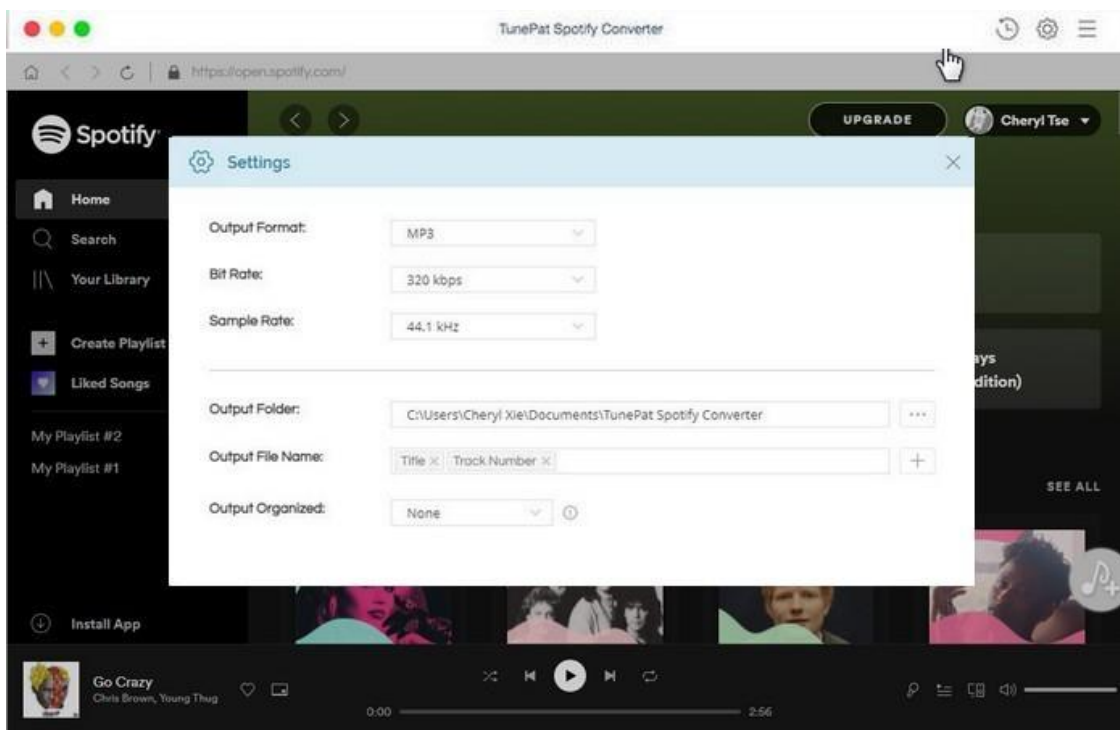 TunePat Spotify Converter
https://open.spotify.com/
Spotify
UPGRADE
Cheryl Tse
Settings
Home
Search
Your Library
Create Playlist
Liked Songs
My Playlist #2
My Playlist #1
Install App
Output Format:
MP3
Bit Rate:
320 kbps
Sample Rate:
44.1 kHz
Output Folder:
C:\Users\Cheryl Xie\Documents\TunePat Spotify Converter
Output File Name:
Title × Track Number ×
Output Organized:
None
ays
dition)
SEE ALL
Go Crazy
Chris Brown, Young Thug
0:00
2:56